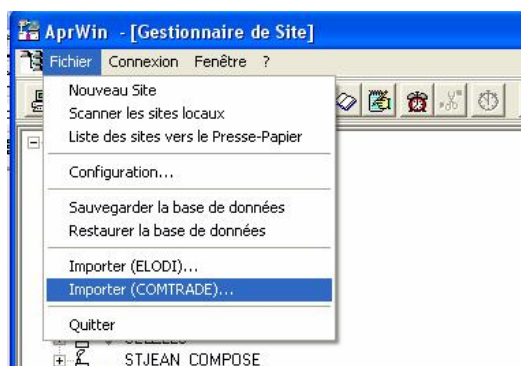 AprWin - [Gestionnaire de Site]
Fichier Connexion Fenêtre ?
Nouveau Site
Scanner les sites locaux
Liste des sites vers le Presse-Papier
Configuration...
Sauvegarder la base de données
Restaurer la base de données
Importer (ELODI)...
Importer (COMTRADE)...
Quitter
STJEAN COMPOSE